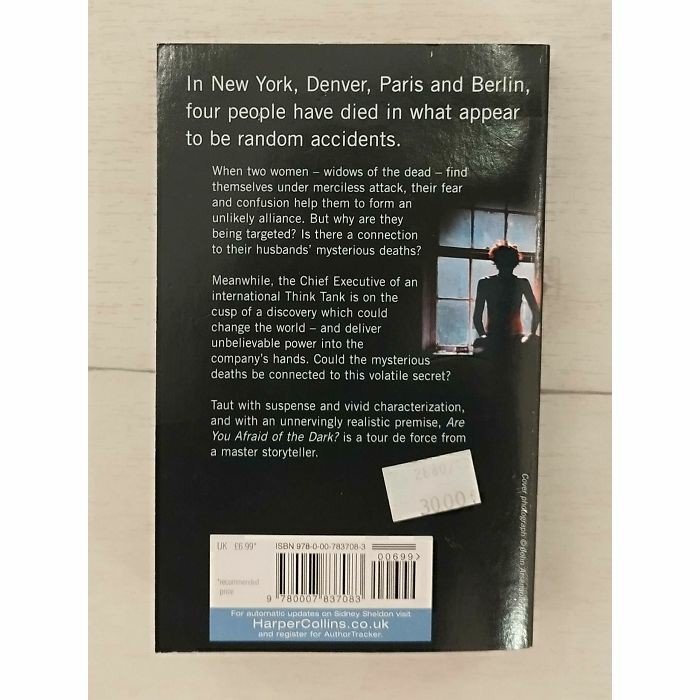 In New York, Denver, Paris and Berlin,
four people have died in what appear
to be random accidents.
When two women – widows of the dead – find
themselves under merciless attack, their fear
and confusion help them to form an
unlikely alliance. But why are they
being targeted? Is there a connection
to their husbands' mysterious deaths?
Meanwhile, the Chief Executive of an
international Think Tank is on the
cusp of a discovery which could
change the world – and deliver
unbelievable power into the
company's hands. Could the mysterious
deaths be connected to this volatile secret?
Taut with suspense and vivid characterization,
and with an unnervingly realistic premise, Are
You Afraid of the Dark? is a tour de force from
a master storyteller.
3000
Cover photograph ©
UK £6.99*
ISBN 978-0-00-783708-3
00699>
*recommended
price
9 780007 837083
For automatic updates on Sidney Sheldon visit
HarperCollins.co.uk
and register for AuthorTracker.